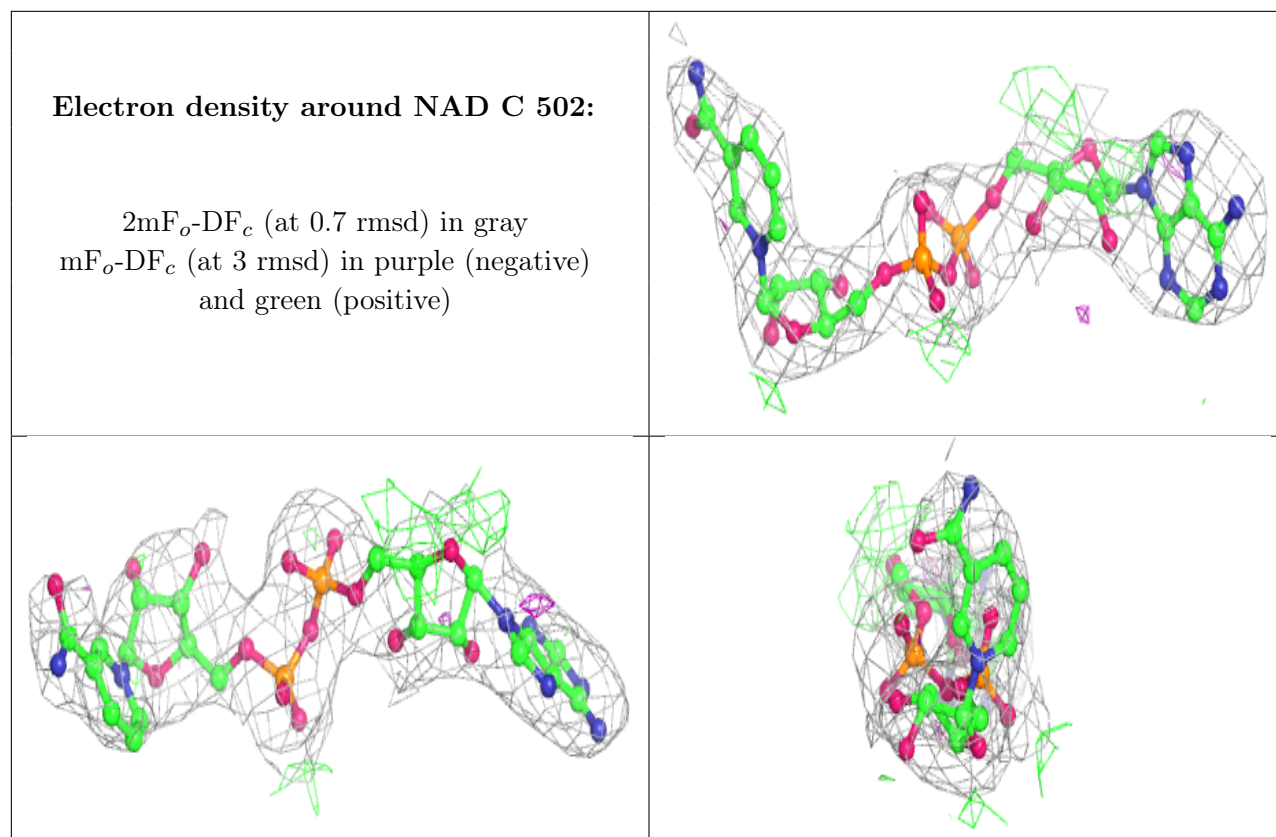 Electron density around NAD C 502:
2mFₒ-DF𝒸 (at 0.7 rmsd) in gray
mFₒ-DF𝒸 (at 3 rmsd) in purple (negative)
and green (positive)